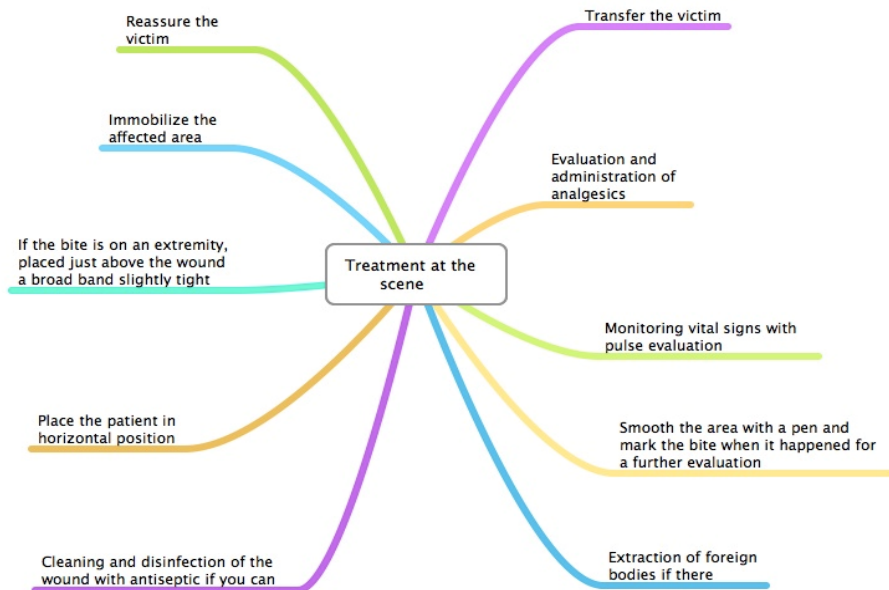 Reassure the
victim
Immobilize the
affected area
If the bite is on an extremity,
placed just above the wound
a broad band slightly tight
Place the patient in
horizontal position
Cleaning and disinfection of the
wound with antiseptic if you can
Treatment at the
scene
Transfer the victim
Evaluation and
administration of
analgesics
Monitoring vital signs with
pulse evaluation
Smooth the area with a pen and
mark the bite when it happened for
a further evaluation
Extraction of foreign
bodies if there